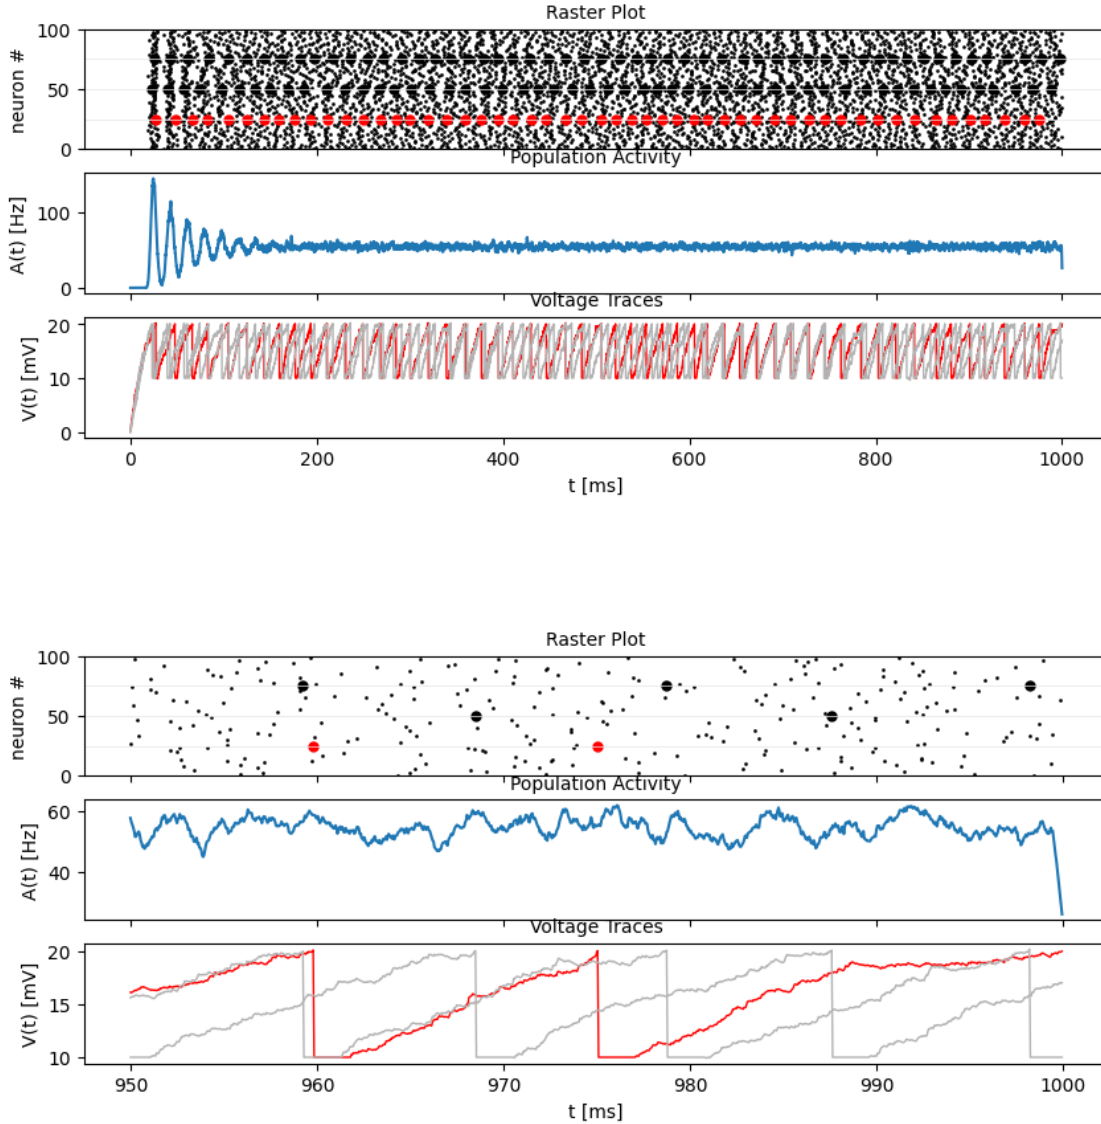 Raster Plot
100
50
0
neuron #
Population Activity
100
0
A(t) [Hz]
Voltage Traces
20
10
0
V(t) [mV]
0 200 400 600 800 1000
t [ms]
Raster Plot
100
50
0
neuron #
Population Activity
60
40
A(t) [Hz]
Voltage Traces
20
15
10
V(t) [mV]
950 960 970 980 990 1000
t [ms]